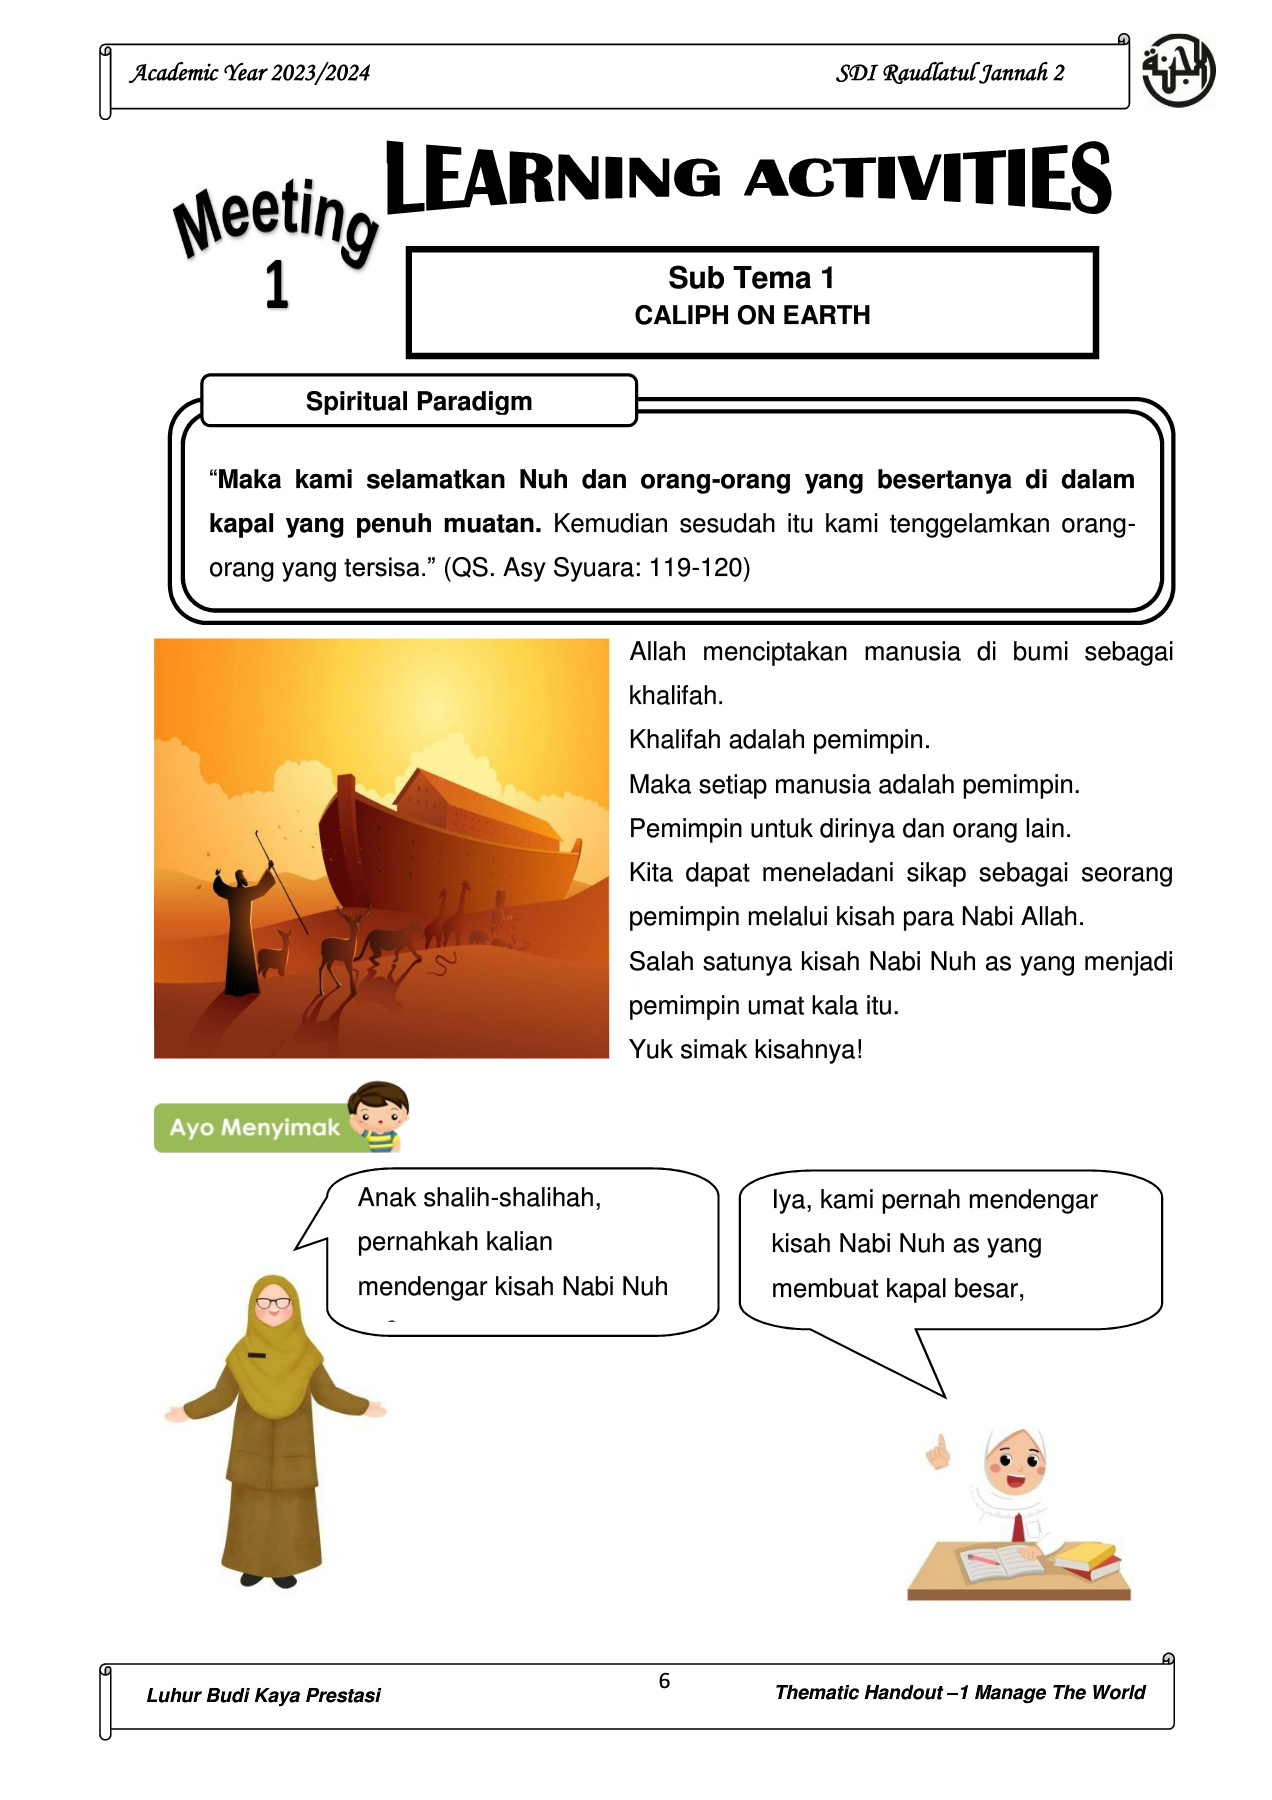 Academic Year 2023/2024
SDI Raudlatul Jannah 2
LEARNING ACTIVITIES
Meeting
1
Sub Tema 1
CALIPH ON EARTH
Spiritual Paradigm
“Maka kami selamatkan Nuh dan orang-orang yang besertanya di dalam
kapal yang penuh muatan. Kemudian sesudah itu kami tenggelamkan orang-
orang yang tersisa.” (QS. Asy Syuara: 119-120)
Allah menciptakan manusia di bumi sebagai
khalifah.
Khalifah adalah pemimpin.
Maka setiap manusia adalah pemimpin.
Pemimpin untuk dirinya dan orang lain.
Kita dapat meneladani sikap sebagai seorang
pemimpin melalui kisah para Nabi Allah.
Salah satunya kisah Nabi Nuh as yang menjadi
pemimpin umat kala itu.
Yuk simak kisahnya!
Ayo Menyimak
Anak shalih-shalihah,
pernahkah kalian
mendengar kisah Nabi Nuh
Iya, kami pernah mendengar
kisah Nabi Nuh as yang
membuat kapal besar,
Luhur Budi Kaya Prestasi
6
Thematic Handout –1 Manage The World